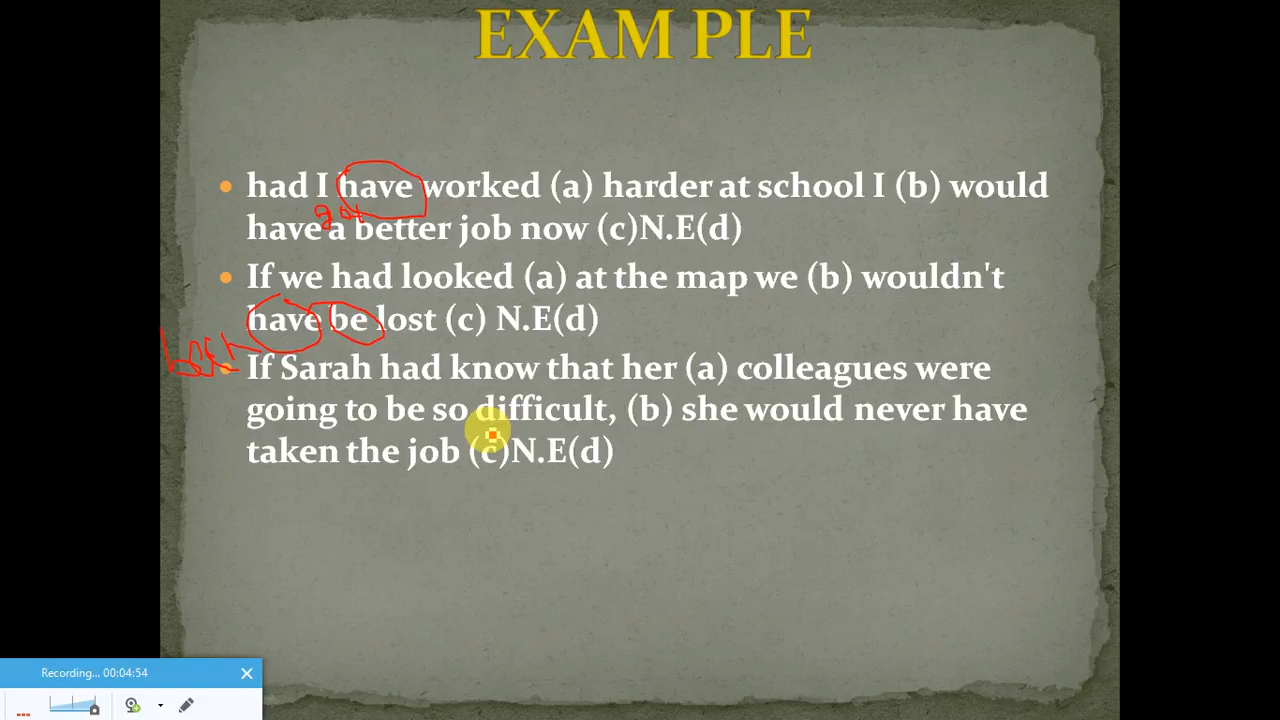 EXAM PLE
had I have worked (a) harder at school I (b) would
got
have a better job now (c)N.E(d)
If we had looked (a) at the map we (b) wouldn't
have be lost (c) N.E(d)
been
If Sarah had know that her (a) colleagues were
going to be so difficult, (b) she would never have
taken the job (c)N.E(d)
Recording... 00:04:54